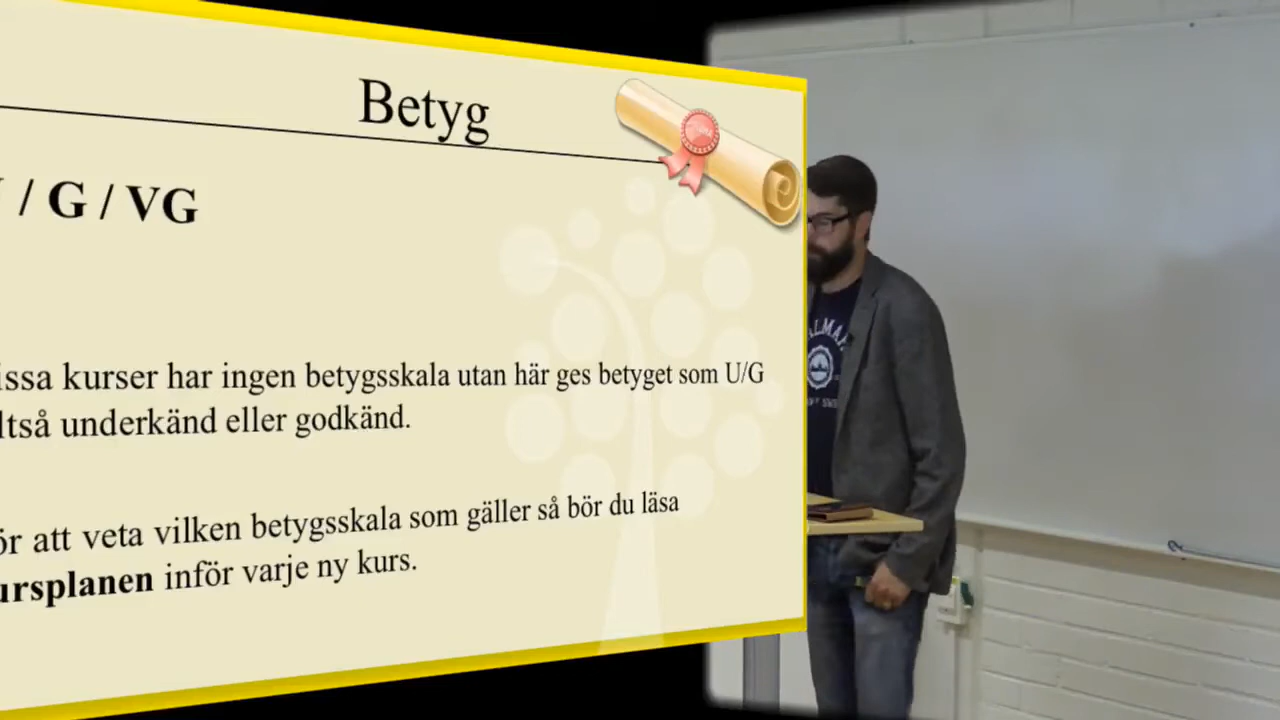 Betyg
/ G / VG
issa kurser har ingen betygsskala utan här ges betyget som U/G
ltså underkänd eller godkänd.
ör att veta vilken betygsskala som gäller så bör du läsa
ursplanen inför varje ny kurs.